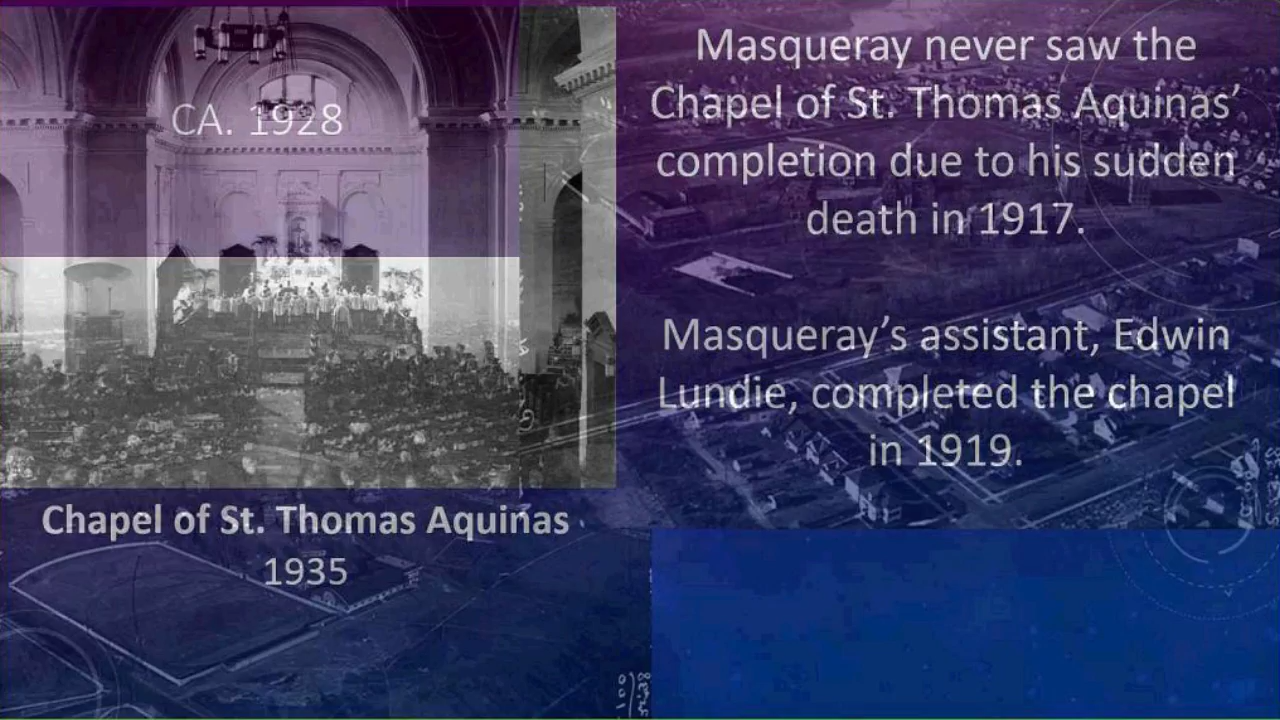 CA. 1928
Chapel of St. Thomas Aquinas
1935
Masqueray never saw the
Chapel of St. Thomas Aquinas’
completion due to his sudden
death in 1917.
Masqueray’s assistant, Edwin
Lundie, completed the chapel
in 1919.